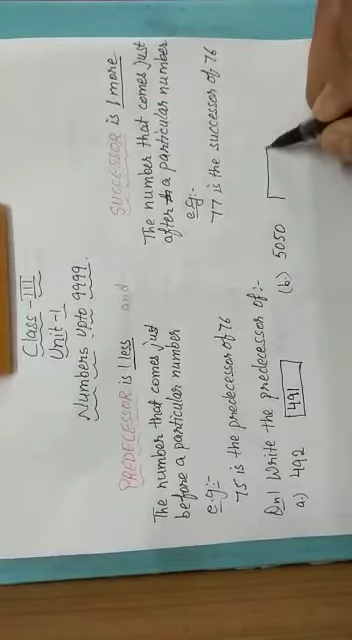 Class - III
Unit-1
Numbers Upto 9999.
PREDECESSOR is 1 less and SUCCESSOR is 1 more
The number that comes just
before a particular number
e.g:-
75 is the predecessor of 76
The number that comes just
after a particular number
e.g:-
77 is the successor of 76
Qn1 Write the predecessor of :-
a.) 492 491 (b.) 5050